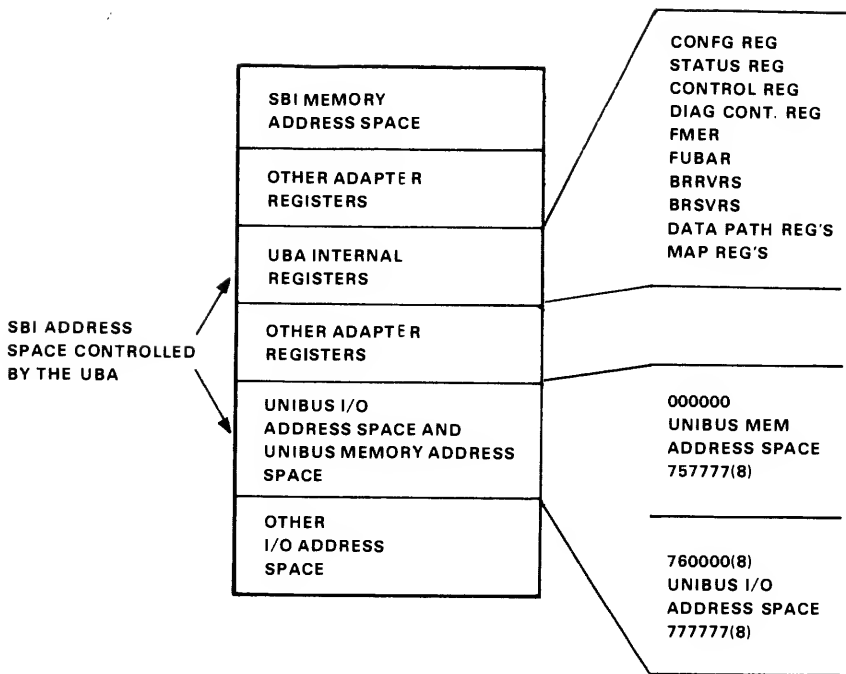 SBI MEMORY
ADDRESS SPACE
OTHER ADAPTER
REGISTERS
UBA INTERNAL
REGISTERS
OTHER ADAPTER
REGISTERS
UNIBUS I/O
ADDRESS SPACE AND
UNIBUS MEMORY ADDRESS
SPACE
OTHER
I/O ADDRESS
SPACE
SBI ADDRESS
SPACE CONTROLLED
BY THE UBA
CONFG REG
STATUS REG
CONTROL REG
DIAG CONT. REG
FMER
FUBAR
BRRVRS
BRSVRS
DATA PATH REG'S
MAP REG'S
000000
UNIBUS MEM
ADDRESS SPACE
757777(8)
760000(8)
UNIBUS I/O
ADDRESS SPACE
777777(8)